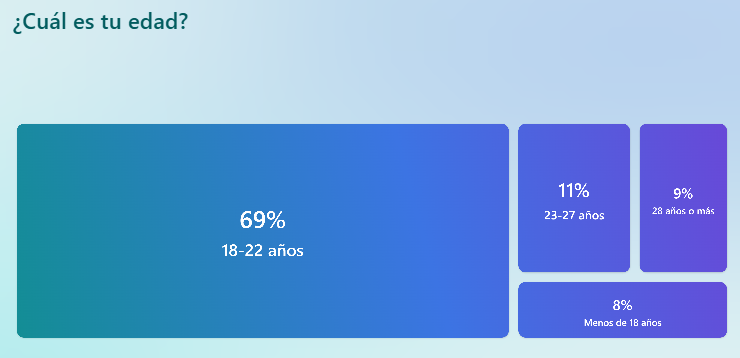 ¿Cuál es tu edad?
69%
18-22 años
11%
23-27 años
9%
28 años o más
8%
Menos de 18 años